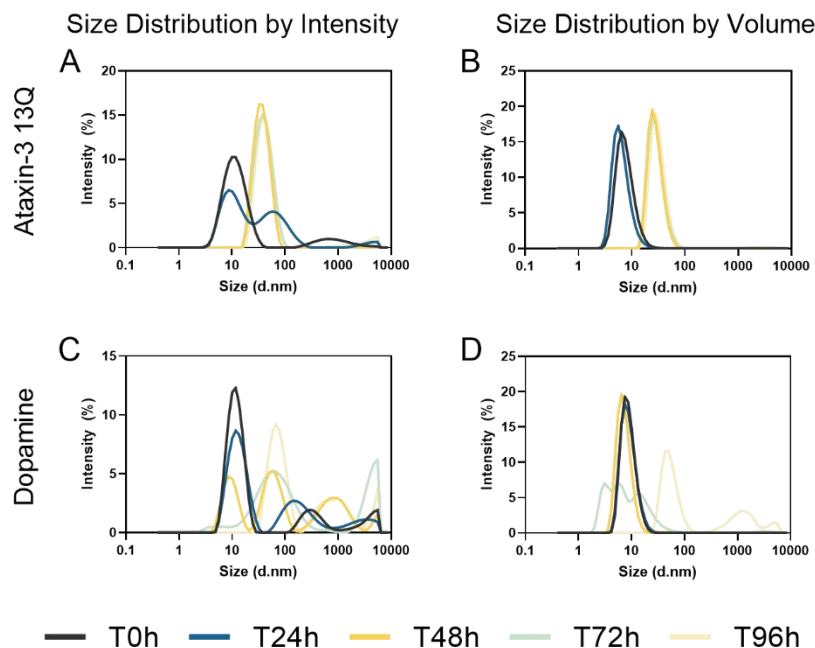 Size Distribution by Intensity Size Distribution by Volume
A B
Ataxin-3 13Q
Intensity (%)
20
15
10
5
0
0.1 1 10 100 1000 10000
Size (d.nm)
Intensity (%)
25
20
15
10
5
0
0.1 1 10 100 1000 10000
Size (d.nm)
C D
Dopamine
Intensity (%)
15
10
5
0
0.1 1 10 100 1000 10000
Size (d.nm)
Intensity (%)
25
20
15
10
5
0
0.1 1 10 100 1000 10000
Size (d.nm)
T0h T24h T48h T72h T96h